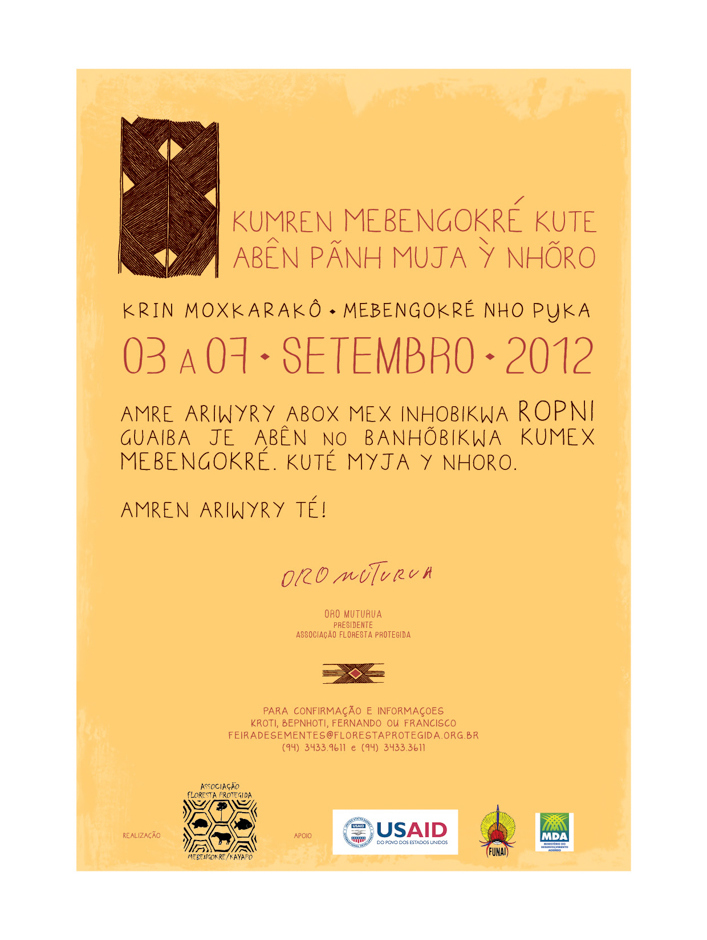 KUMREN MEBENGOKRÉ KUTE
ABÊN PÃNH MUJA Ỳ NHÕRO
KRIN MOXKARAKÔ • MEBENGOKRÉ NHO PYKA
03 A 07 • SETEMBRO • 2012
AMRE ARIWYRY ABOX MEX INHOBIKWA ROPNI
GUAIBA JE ABÊN NO BANHÕBIKWA KUMEX
MEBENGOKRÉ. KUTÉ MYJA Y NHORO.
AMREN ARIWYRY TÉ!
ORO MUTURUA
ORO MUTURUA
PRESIDENTE
ASSOCIAÇÃO FLORESTA PROTEGIDA
PARA CONFIRMAÇÃO E INFORMAÇOES
KROTI, BEPNHOTI, FERNANDO OU FRANCISCO
FEIRADESEMENTES@FLORESTAPROTEGIDA.ORG.BR
(94) 3433.9611 e (94) 3433.3611
REALIZAÇÃO
ASSOCIAÇÃO
FLORESTA PROTEGIDA
MEBENGOKRE/KAYAPO
APOIO
USAID
DO POVO DOS ESTADOS UNIDOS
FUNAI
MDA